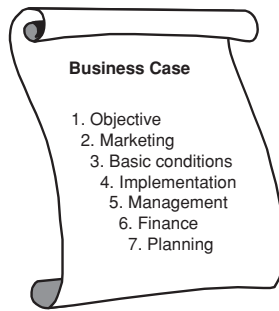 Business Case
1. Objective
2. Marketing
3. Basic conditions
4. Implementation
5. Management
6. Finance
7. Planning